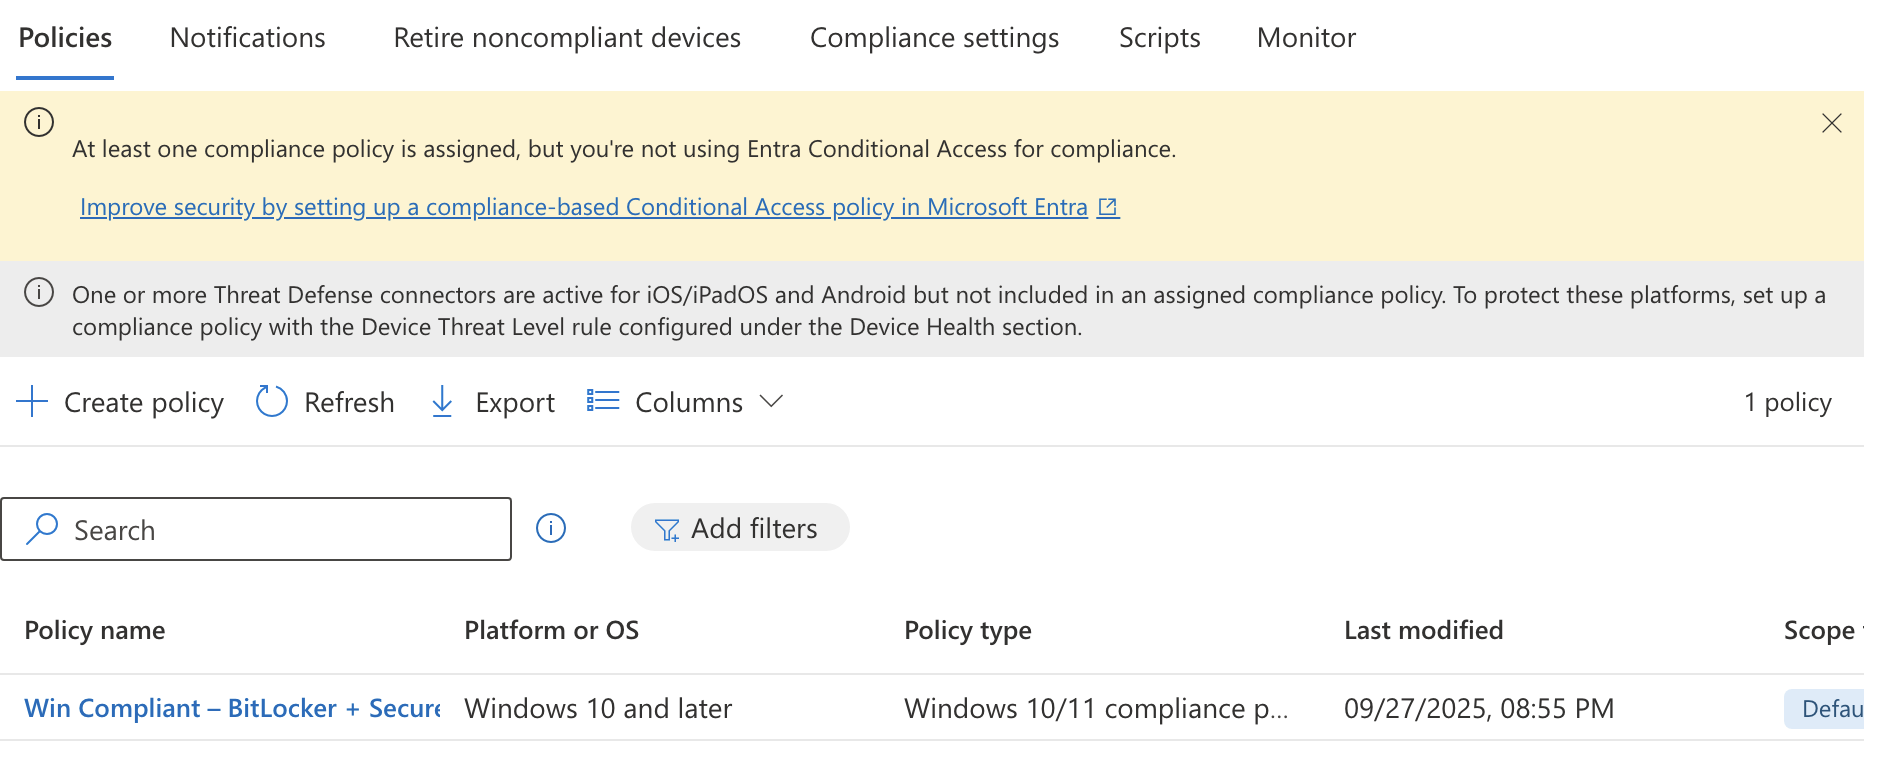 Policies Notifications Retire noncompliant devices Compliance settings Scripts Monitor
At least one compliance policy is assigned, but you're not using Entra Conditional Access for compliance.
Improve security by setting up a compliance-based Conditional Access policy in Microsoft Entra
One or more Threat Defense connectors are active for iOS/iPadOS and Android but not included in an assigned compliance policy. To protect these platforms, set up a
compliance policy with the Device Threat Level rule configured under the Device Health section.
Create policy Refresh Export Columns 1 policy
Search Add filters
Policy name Platform or OS Policy type Last modified Scope
Win Compliant – BitLocker + Secure Windows 10 and later Windows 10/11 compliance p... 09/27/2025, 08:55 PM Defau